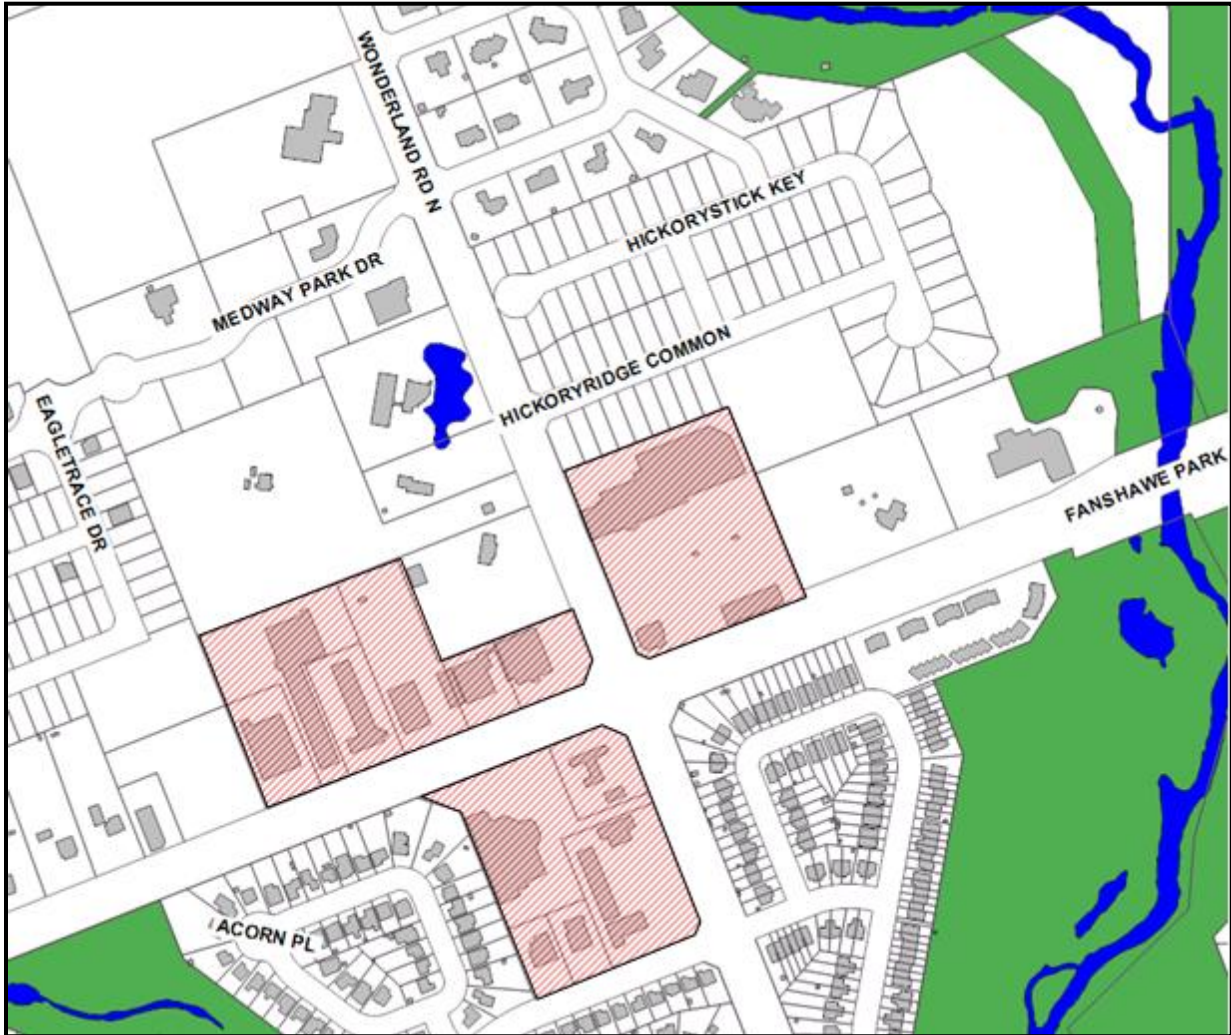 WONDERLAND RD N
HICKORYSTICK KEY
MEDWAY PARK DR
HICKORYRIDGE COMMON
EAGLETRACE DR
FANSHAWE PARK
ACORN PL